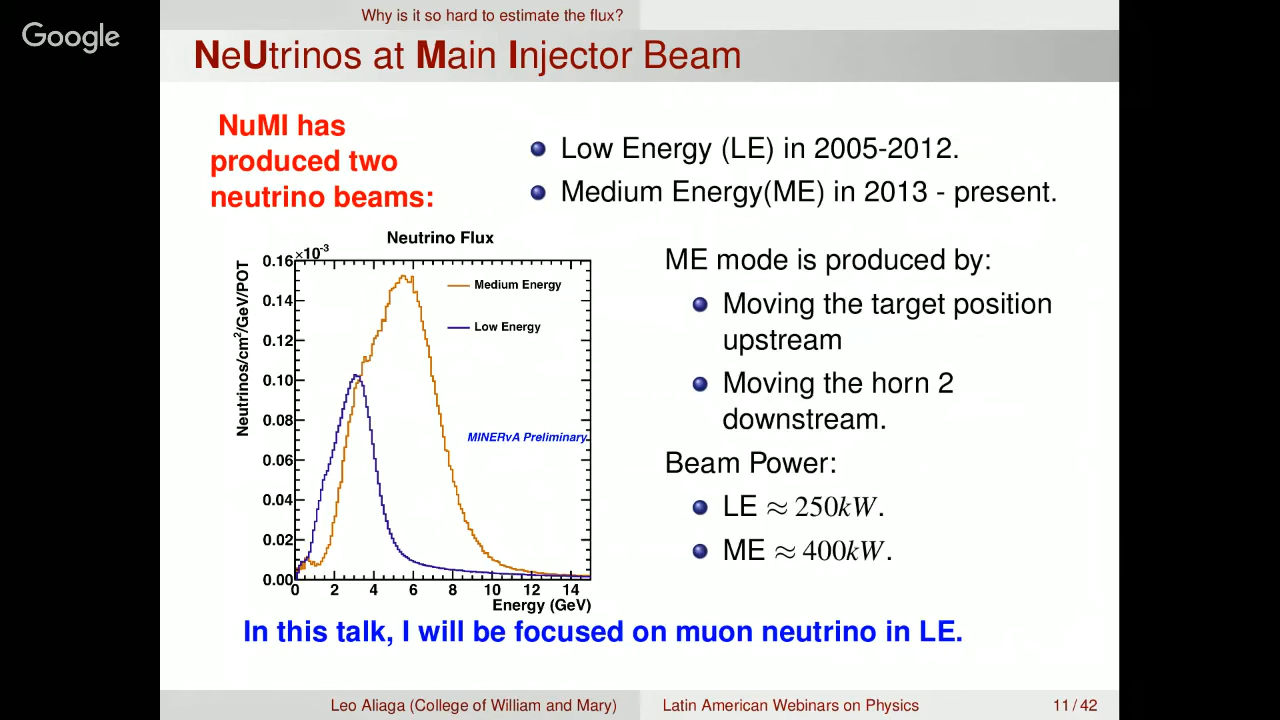 Google
Why is it so hard to estimate the flux?
NeUtrinos at Main Injector Beam
NuMI has
produced two
neutrino beams:
Low Energy (LE) in 2005-2012.
Medium Energy(ME) in 2013 - present.
Neutrino Flux
×10-3
Neutrinos/cm2/GeV/POT
0.16
0.14
0.12
0.10
0.08
0.06
0.04
0.02
0.00
Medium Energy
Low Energy
MINERvA Preliminary
0 2 4 6 8 10 12 14
Energy (GeV)
ME mode is produced by:
Moving the target position
upstream
Moving the horn 2
downstream.
Beam Power:
LE ≈ 250kW.
ME ≈ 400kW.
In this talk, I will be focused on muon neutrino in LE.
Leo Aliaga (College of William and Mary)
Latin American Webinars on Physics
11 / 42